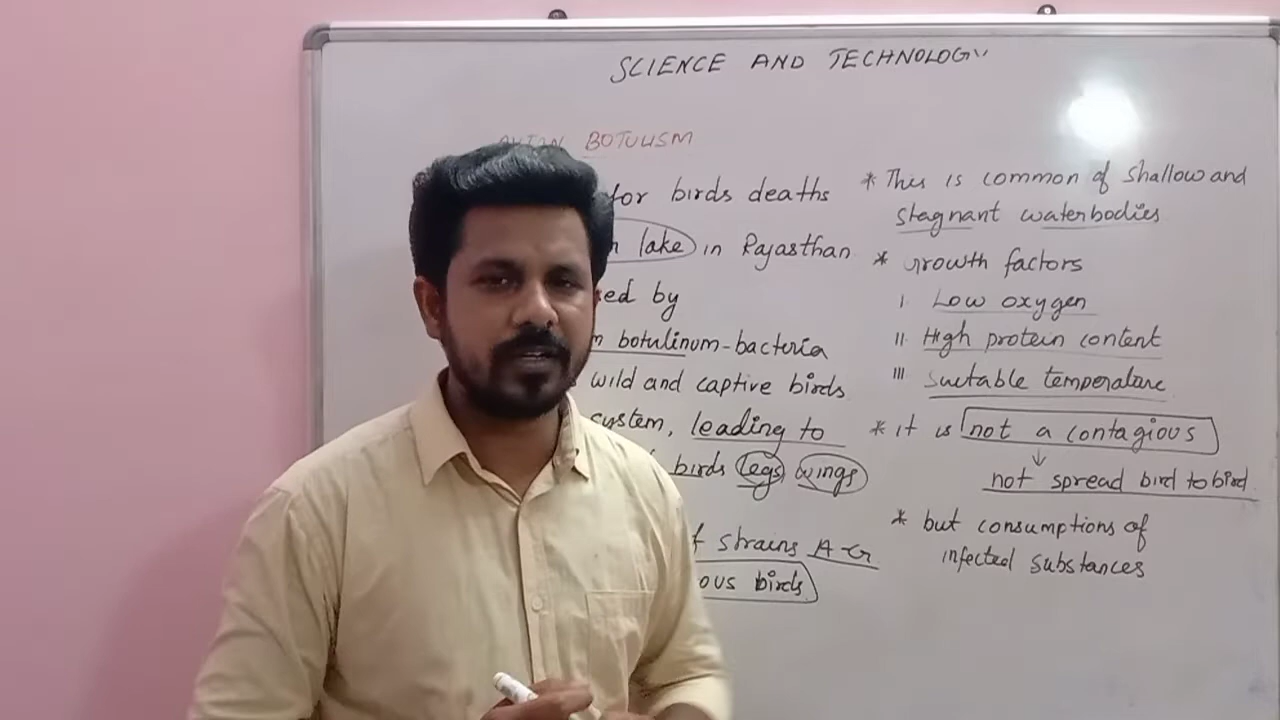 SCIENCE AND TECHNOLOGY
AVIAN BOTULISM
for birds deaths
lake in Rajasthan
by
botulinum-bacteria
wild and captive birds
system, leading to
birds legs wings
strains A-G
birds
* This is common of shallow and
stagnant waterbodies
* Growth factors
I. Low oxygen
II. High protein content
III suitable temperature
* it is not a contagious
↓
not spread bird to bird
* but consumptions of
infected substances